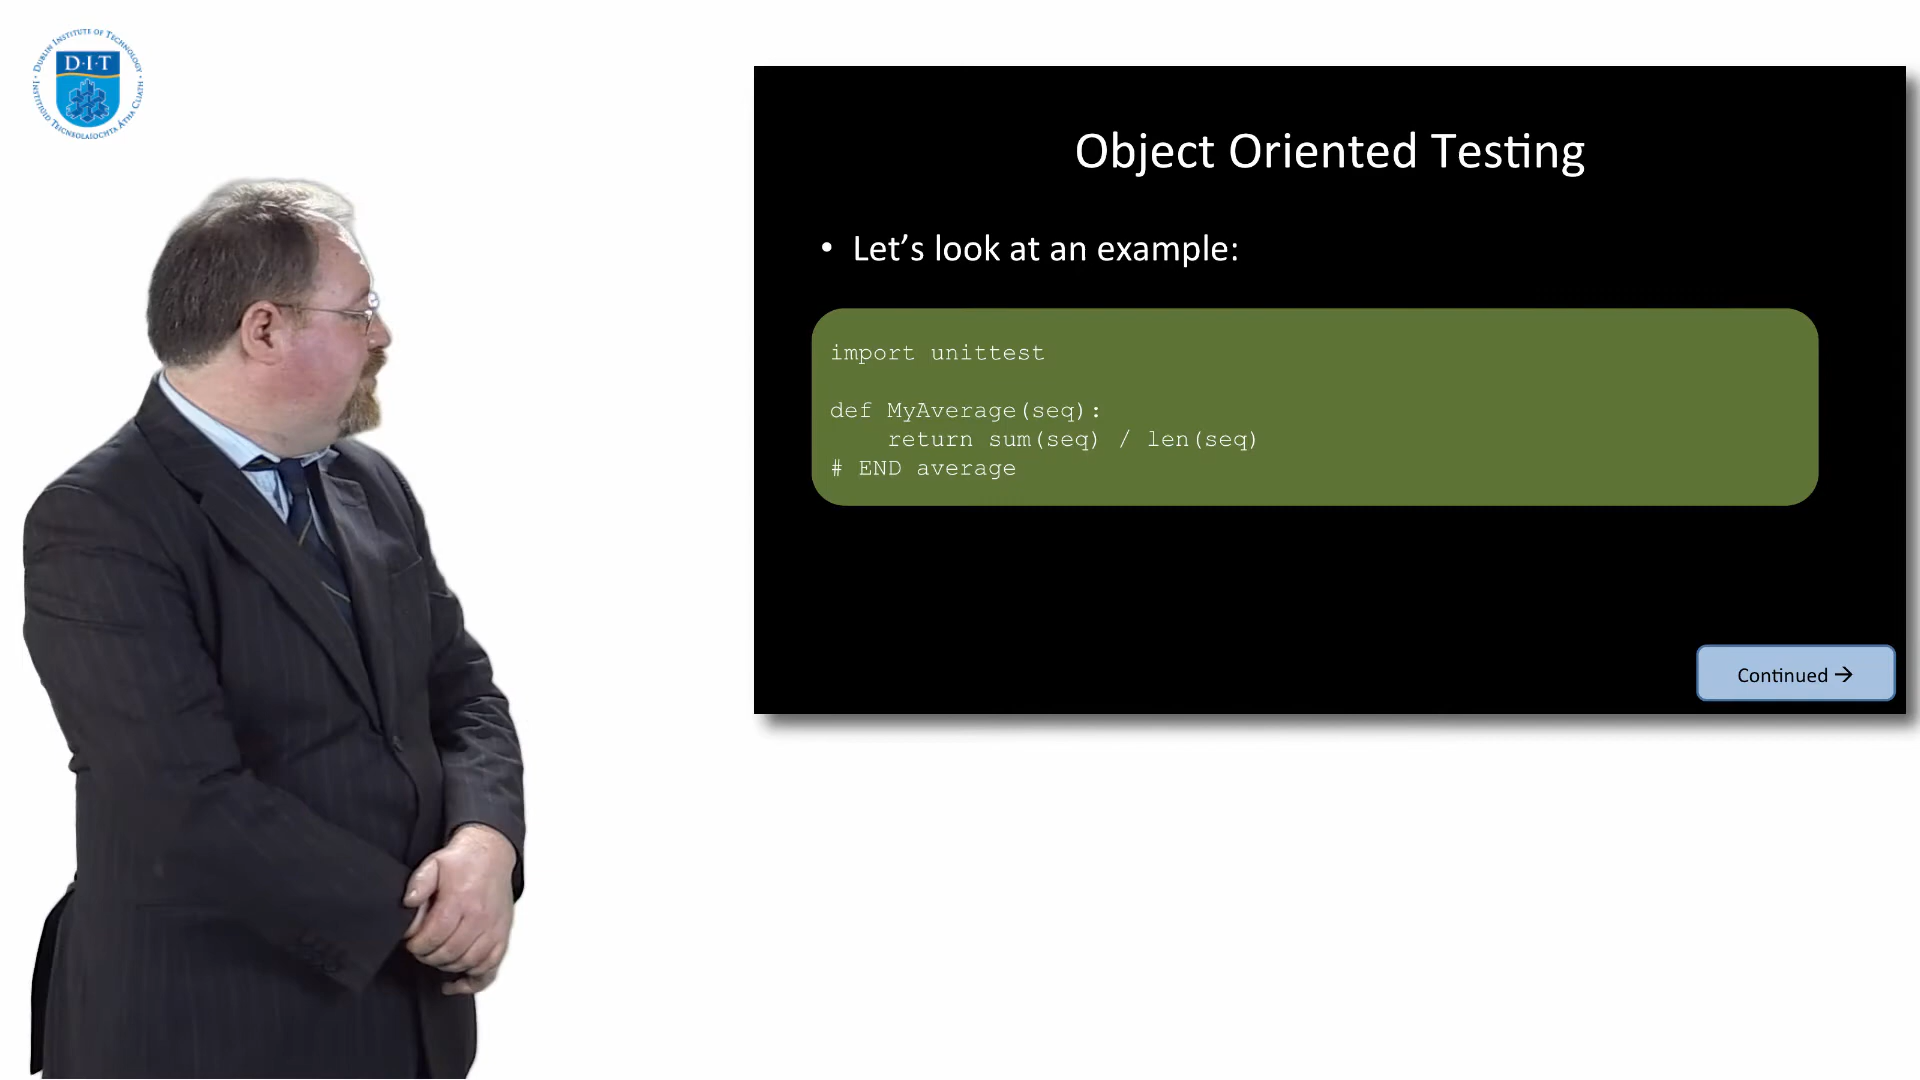 DUBLIN INSTITUTE OF TECHNOLOGY
D·I·T
INSTITIÚID TEICNEOLAÍOCHTA ÁTHA CLIATH
Object Oriented Testing
• Let's look at an example:
import unittest
def MyAverage(seq):
    return sum(seq) / len(seq)
# END average
Continued →